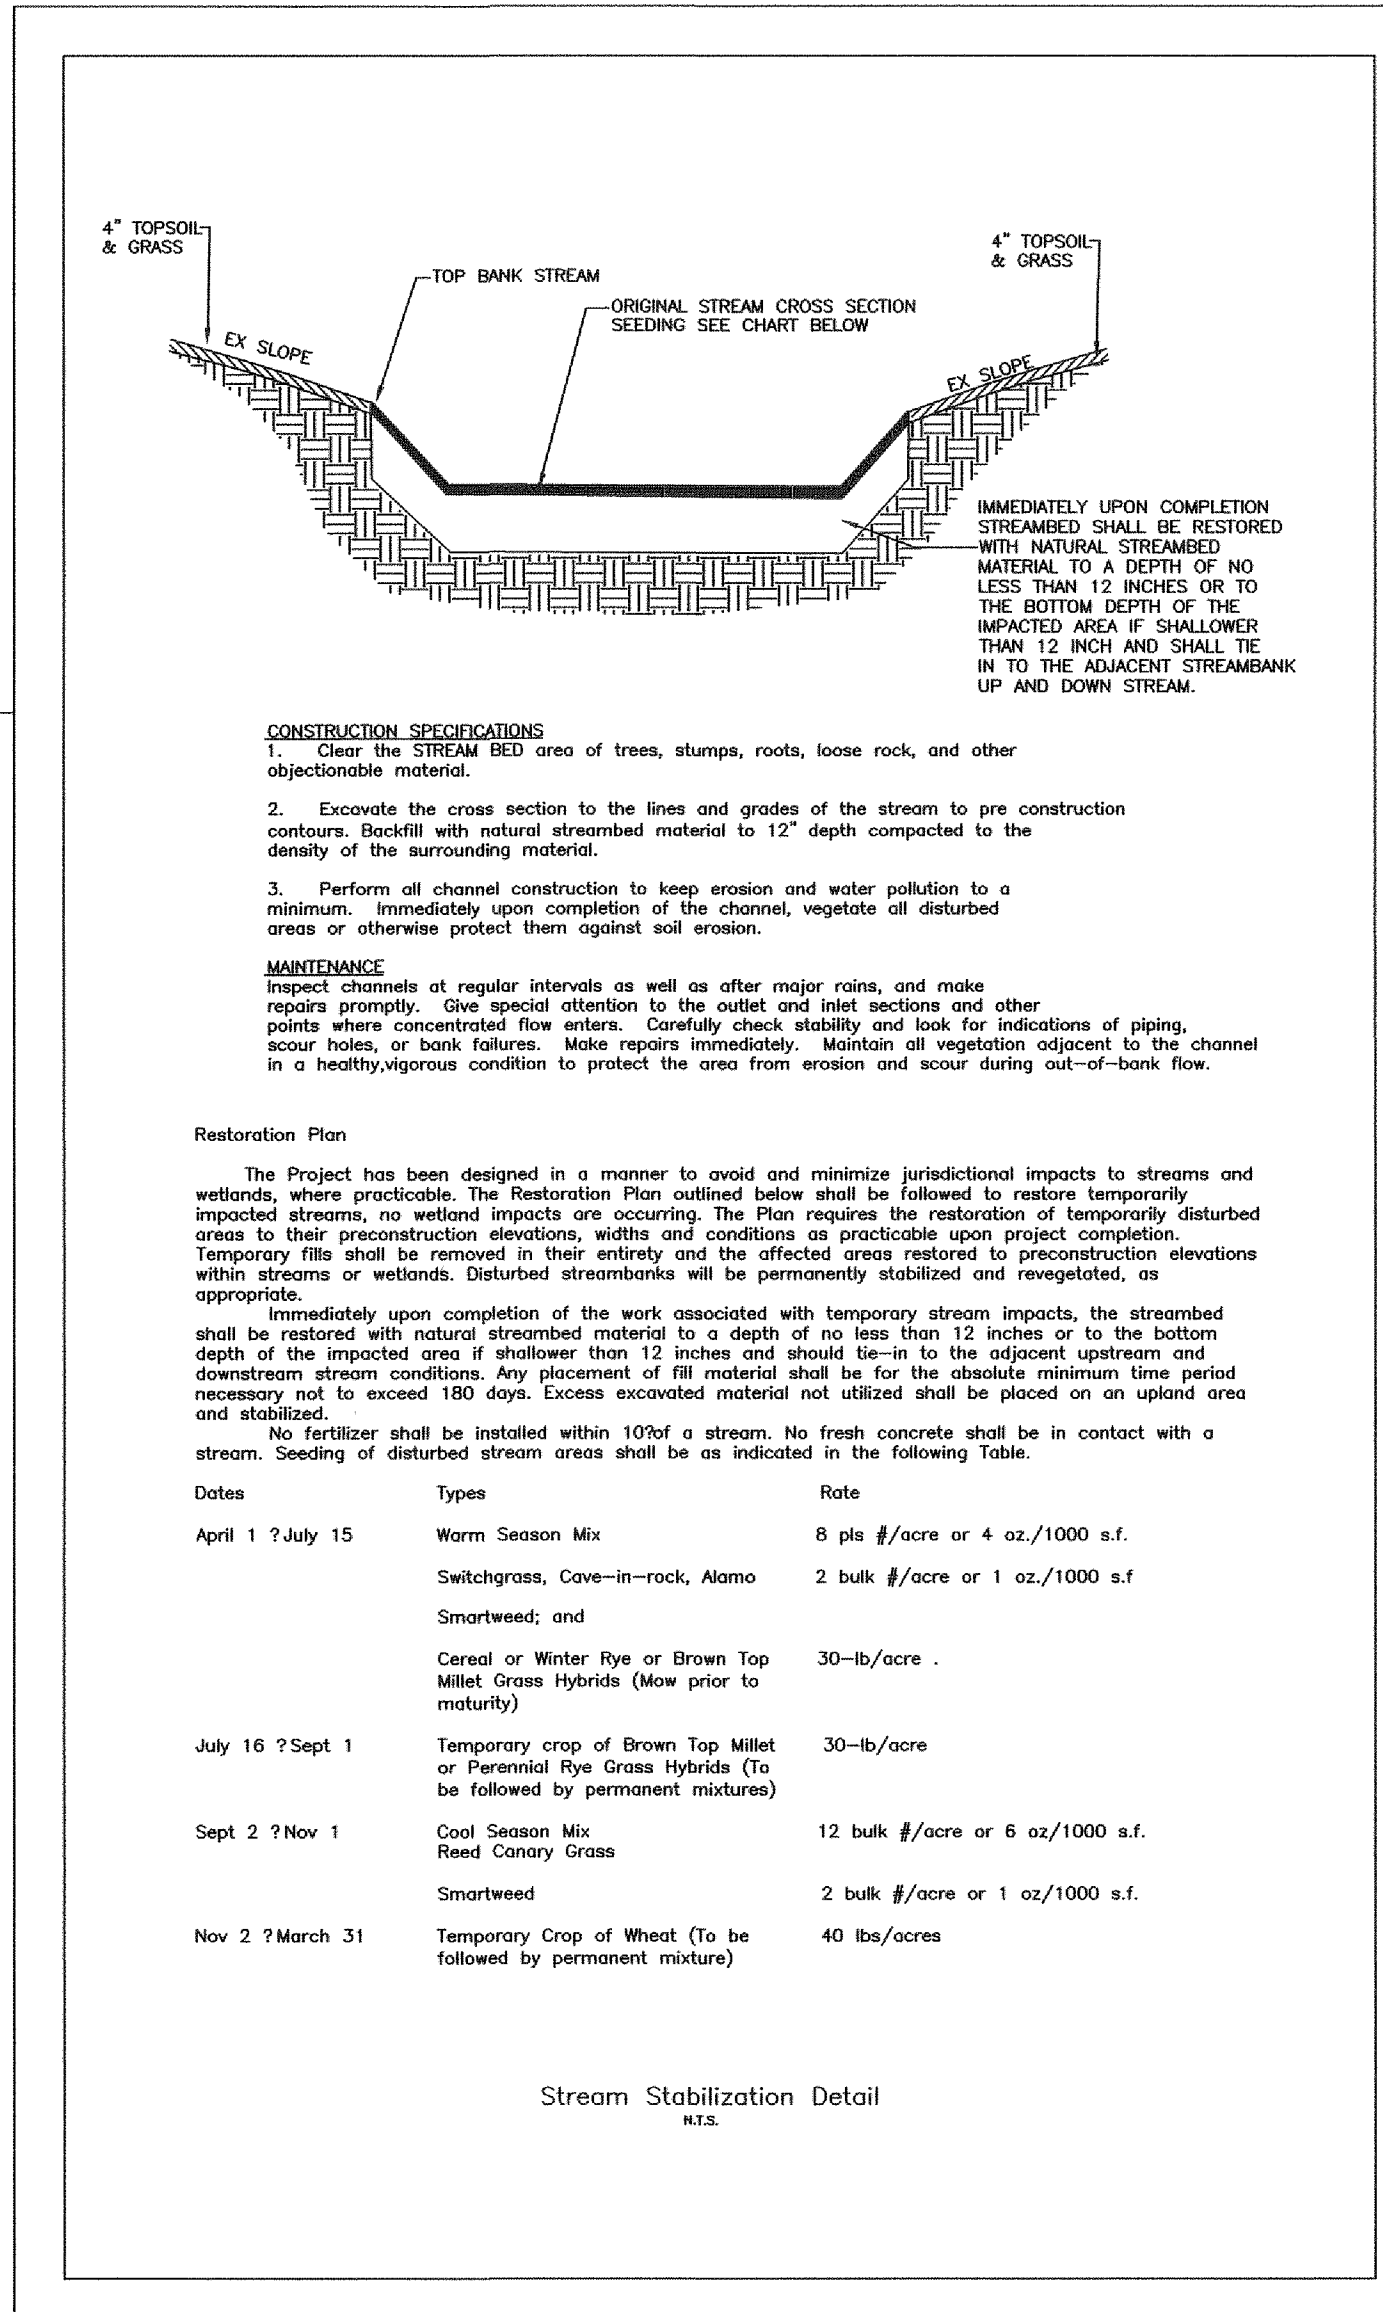 4" TOPSOIL
& GRASS
4" TOPSOIL
& GRASS
TOP BANK STREAM
ORIGINAL STREAM CROSS SECTION
SEEDING SEE CHART BELOW
EX SLOPE
EX SLOPE
IMMEDIATELY UPON COMPLETION
STREAMBED SHALL BE RESTORED
WITH NATURAL STREAMBED
MATERIAL TO A DEPTH OF NO
LESS THAN 12 INCHES OR TO
THE BOTTOM DEPTH OF THE
IMPACTED AREA IF SHALLOWER
THAN 12 INCH AND SHALL TIE
IN TO THE ADJACENT STREAMBANK
UP AND DOWN STREAM.
CONSTRUCTION SPECIFICATIONS
1. Clear the STREAM BED area of trees, stumps, roots, loose rock, and other
objectionable material.
2. Excavate the cross section to the lines and grades of the stream to pre construction
contours. Backfill with natural streambed material to 12" depth compacted to the
density of the surrounding material.
3. Perform all channel construction to keep erosion and water pollution to a
minimum. Immediately upon completion of the channel, vegetate all disturbed
areas or otherwise protect them against soil erosion.
MAINTENANCE
Inspect channels at regular intervals as well as after major rains, and make
repairs promptly. Give special attention to the outlet and inlet sections and other
points where concentrated flow enters. Carefully check stability and look for indications of piping,
scour holes, or bank failures. Make repairs immediately. Maintain all vegetation adjacent to the channel
in a healthy,vigorous condition to protect the area from erosion and scour during out-of-bank flow.
Restoration Plan
The Project has been designed in a manner to avoid and minimize jurisdictional impacts to streams and
wetlands, where practicable. The Restoration Plan outlined below shall be followed to restore temporarily
impacted streams, no wetland impacts are occurring. The Plan requires the restoration of temporarily disturbed
areas to their preconstruction elevations, widths and conditions as practicable upon project completion.
Temporary fills shall be removed in their entirety and the affected areas restored to preconstruction elevations
within streams or wetlands. Disturbed streambanks will be permanently stabilized and revegetated, as
appropriate.
Immediately upon completion of the work associated with temporary stream impacts, the streambed
shall be restored with natural streambed material to a depth of no less than 12 inches or to the bottom
depth of the impacted area if shallower than 12 inches and should tie-in to the adjacent upstream and
downstream stream conditions. Any placement of fill material shall be for the absolute minimum time period
necessary not to exceed 180 days. Excess excavated material not utilized shall be placed on an upland area
and stabilized.
No fertilizer shall be installed within 10?of a stream. No fresh concrete shall be in contact with a
stream. Seeding of disturbed stream areas shall be as indicated in the following Table.
Dates Types Rate
April 1 ?July 15 Warm Season Mix 8 pls #/acre or 4 oz./1000 s.f.
Switchgrass, Cave-in-rock, Alamo 2 bulk #/acre or 1 oz./1000 s.f
Smartweed; and
Cereal or Winter Rye or Brown Top 30-lb/acre .
Millet Grass Hybrids (Mow prior to
maturity)
July 16 ?Sept 1 Temporary crop of Brown Top Millet 30-lb/acre
or Perennial Rye Grass Hybrids (To
be followed by permanent mixtures)
Sept 2 ?Nov 1 Cool Season Mix 12 bulk #/acre or 6 oz/1000 s.f.
Reed Canary Grass
Smartweed 2 bulk #/acre or 1 oz/1000 s.f.
Nov 2 ?March 31 Temporary Crop of Wheat (To be 40 lbs/acres
followed by permanent mixture)
Stream Stabilization Detail
N.T.S.